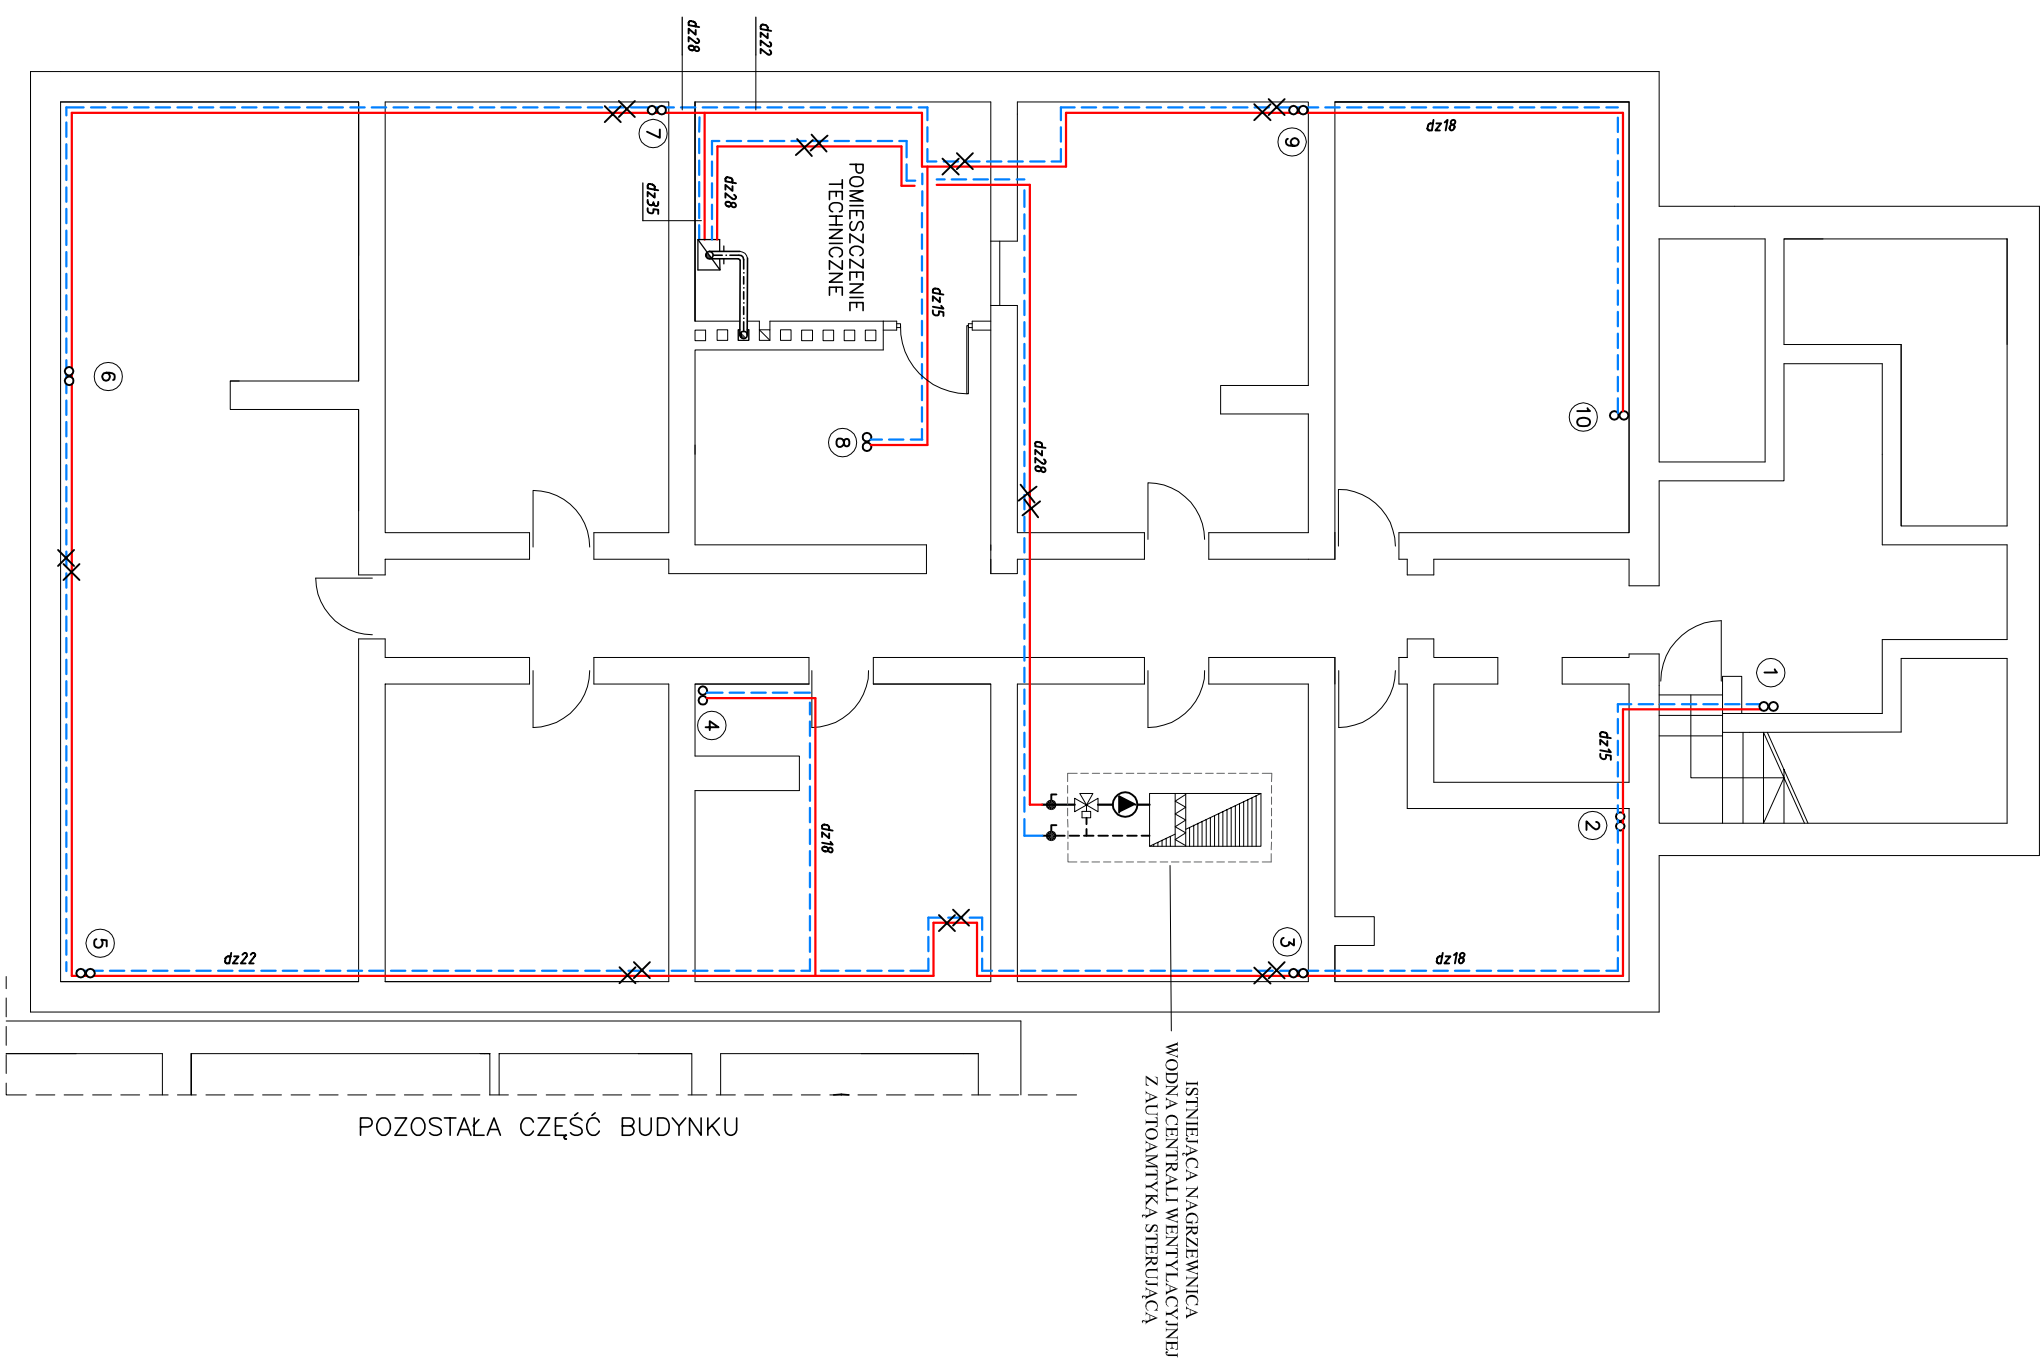 dz28
dz22
7
9
dz18
dz28
dz35
POMIESZCZENIE
TECHNICZNE
dz15
6
8
10
dz28
1
4
dz15
2
dz18
3
5
dz22
dz18
ISTNIEJĄCA NAGRZEWNICA
WODNA CENTRALI WENTYLACYJNEJ
Z AUTOAMTYKĄ STERUJĄCĄ
POZOSTAŁA CZĘŚĆ BUDYNKU